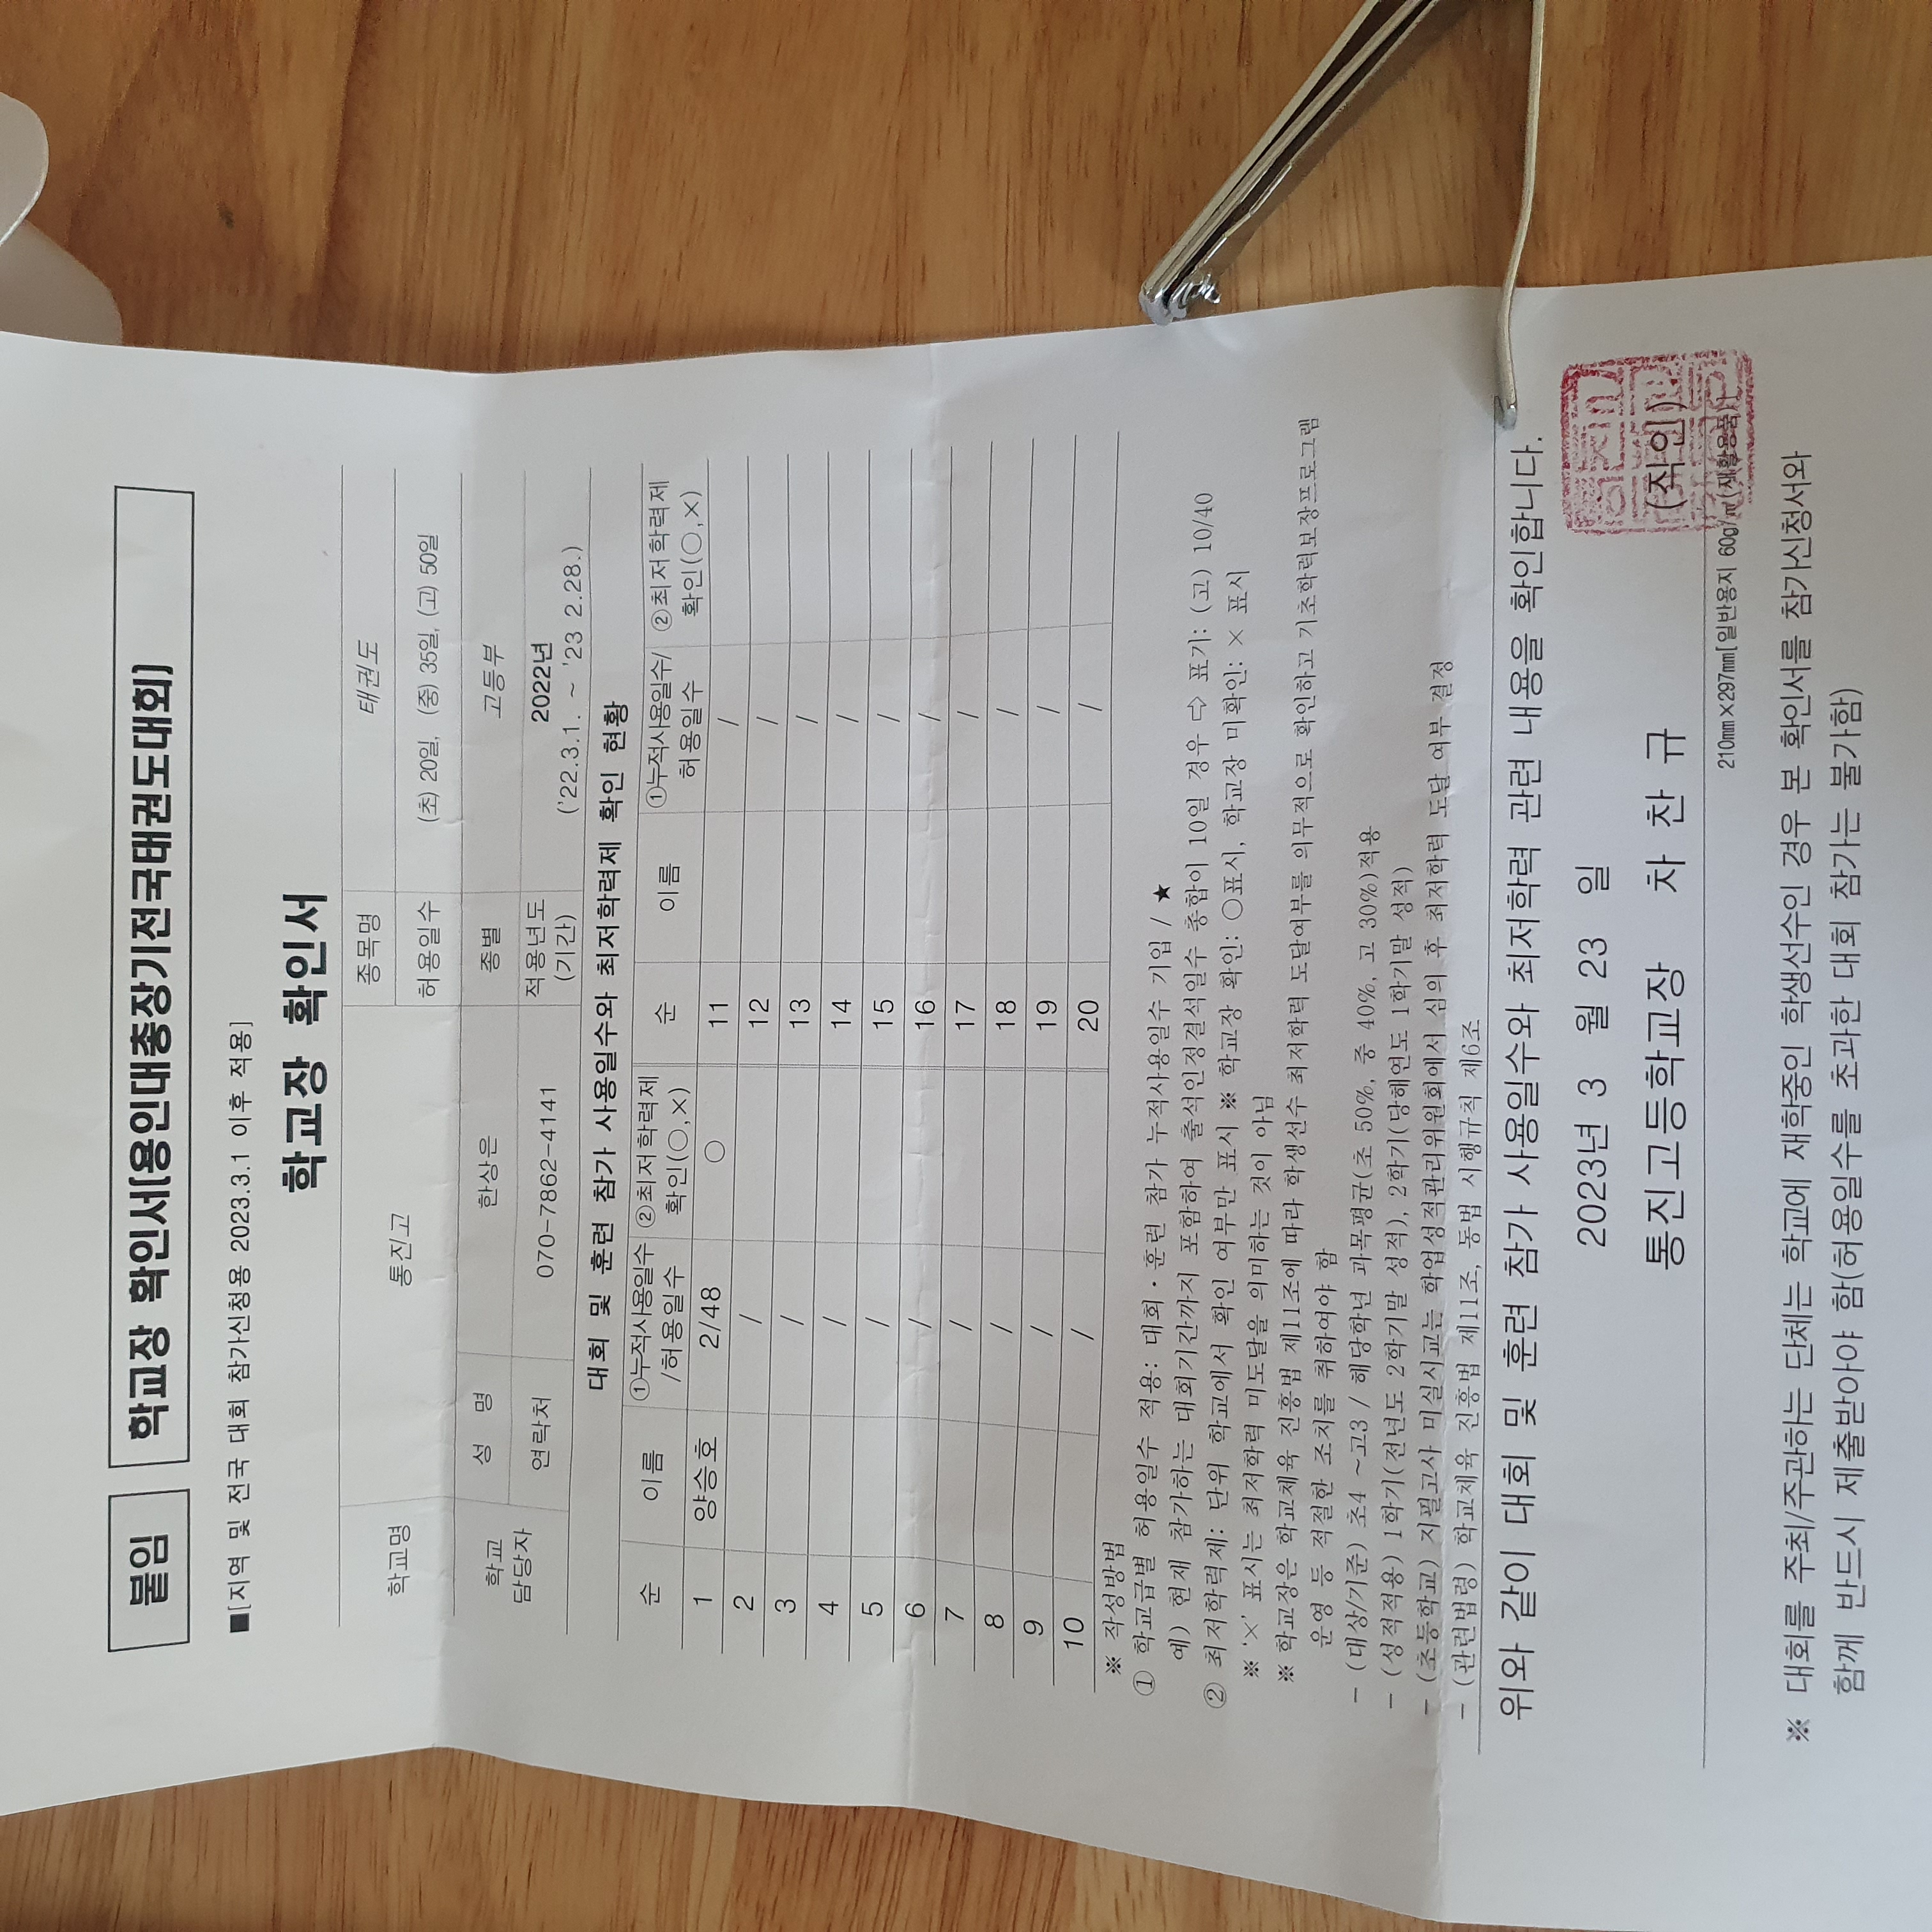 붙임
학교장 확인서(용인대총장기전국태권도대회)
■[지역 및 전국 대회 참가신청용 2023.3.1 이후 적용]
학교장 확인서
학교명 통진고 종목명 태권도
허용일수 (초) 20일, (중) 35일, (고) 50일
학교 담당자 성 명 한상은 종별 고등부
연락처 070-7862-4141 적용년도 (기간) 2022년
('22.3.1. ~ '23 2.28.)
대회 및 훈련 참가 사용일수와 최저학력제 확인 현황
순 이름 ①누적사용일수 /허용일수 ②최저학력제 확인(○,×) 순 이름 ①누적사용일수/ 허용일수 ②최저학력제 확인(○,×)
1 양승호 2/48 ○ 11 /
2 / 12 /
3 / 13 /
4 / 14 /
5 / 15 /
6 / 16 /
7 / 17 /
8 / 18 /
9 / 19 /
10 / 20 /
※ 작성방법
① 학교급별 허용일수 적용: 대회·훈련 참가 누적사용일수 기입 / ★
예) 현재 참가하는 대회기간까지 포함하여 출석인정결석일수 총합이 10일 경우 ⇨ 표기: (고) 10/40
② 최저학력제: 단위 학교에서 확인 여부만 표시 ※ 학교장 확인: ○표시, 학교장 미확인: × 표시
※ '×' 표시는 최저학력 미도달을 의미하는 것이 아님
※ 학교장은 학교체육 진흥법 제11조에 따라 학생선수 최저학력 도달여부를 의무적으로 확인하고 기초학력보장프로그램
운영 등 적절한 조치를 취하여야 함
- (대상/기준) 초4 ~고3 / 해당학년 과목평균(초 50%, 중 40%, 고 30%)적용
- (성적적용) 1학기(전년도 2학기말 성적), 2학기(당해연도 1학기말 성적)
- (초등학교) 지필고사 미실시교는 학업성적관리위원회에서 심의 후 최저학력 도달 여부 결정
- (관련법령) 학교체육 진흥법 제11조, 동법 시행규칙 제6조
위와 같이 대회 및 훈련 참가 사용일수와 최저학력 관련 내용을 확인합니다.
2023년 3 월 23 일
통진고등학교장 차 찬 규 (직인)
210㎜×297㎜[일반용지 60g/㎡(재활용품)]
※ 대회를 주최/주관하는 단체는 학교에 재학중인 학생선수인 경우 본 확인서를 참가신청서와
함께 반드시 제출받아야 함(허용일수를 초과한 대회 참가는 불가함)